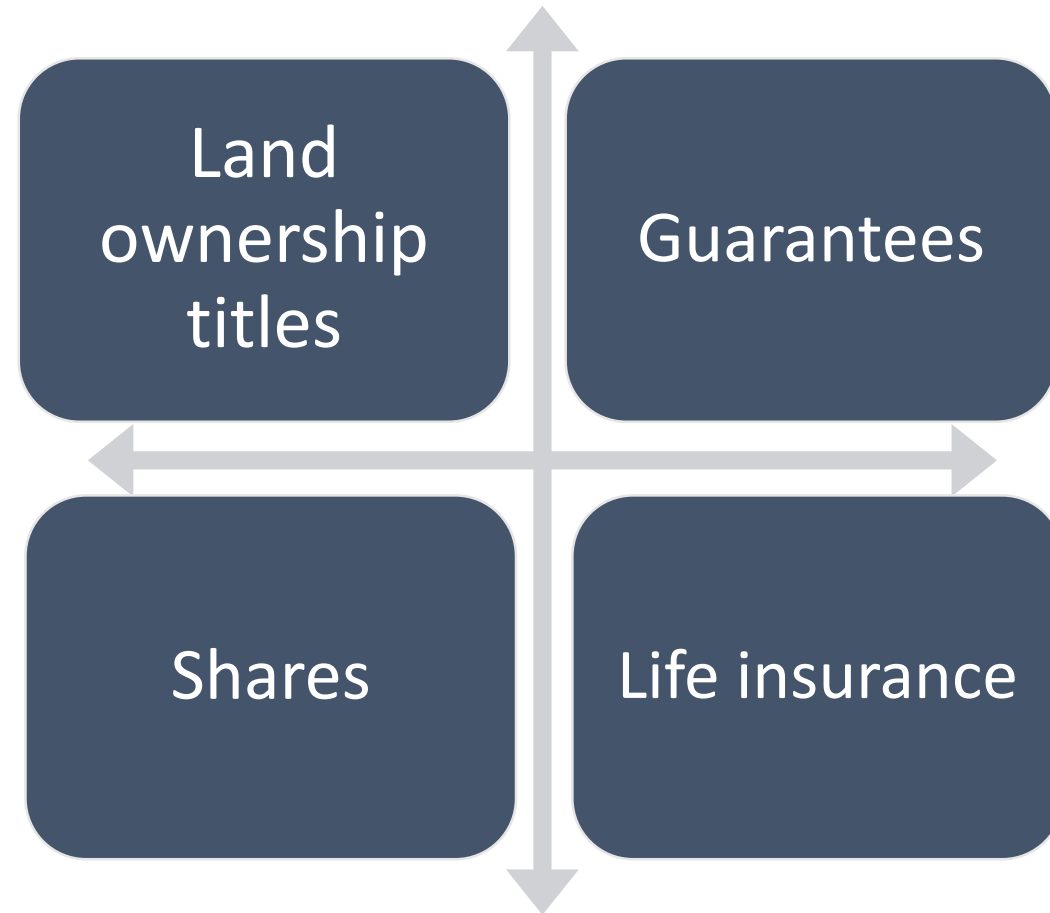 Land
ownership
titles
Guarantees
Shares
Life insurance